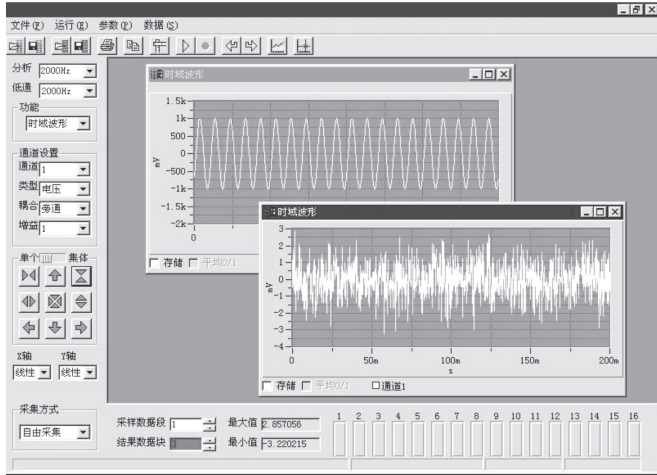 文件(F) 运行(E) 参数(P) 数据(S)
分析 2000Hz
低通 2000Hz
功能
时域波形
通道设置
通道 1
类型 电压
耦合 旁通
增益 1
单个 集体
X轴 Y轴
线性 线性
采集方式
自由采集
时域波形
1.5k
1k
500
0
-500
-1k
-1.5k
-2k
mV
0
存储 平均0/1
时域波形
3
2
1
0
-1
-2
-3
-4
mV
0 50m 100m 150m 200m
s
存储 平均0/1 通道1
采样数据段 1 最大值 2.857056
结果数据块 最小值 -3.220215
1 2 3 4 5 6 7 8 9 10 11 12 13 14 15 16